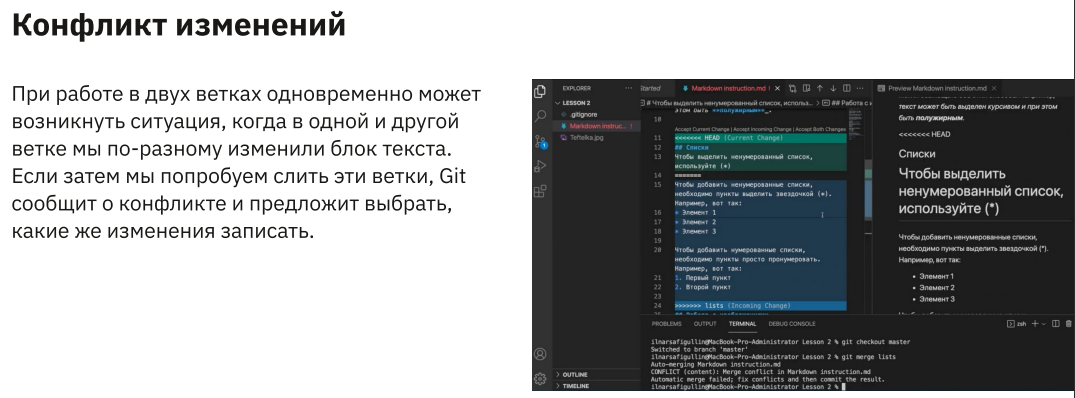 Конфликт изменений
При работе в двух ветках одновременно может
возникнуть ситуация, когда в одной и другой
ветке мы по-разному изменили блок текста.
Если затем мы попробуем слить эти ветки, Git
сообщит о конфликте и предложит выбрать,
какие же изменения записать.
EXPLORER
LESSON 2
.gitignore
Markdown instruc... !
Teftelka.jpg
OUTLINE
TIMELINE
Markdown instruction.md !
# Чтобы выделить ненумерованный список, использ... > ## Работа с и
10
Accept Current Change | Accept Incoming Change | Accept Both Changes
11 <<<<<<< HEAD (Current Change)
12 ## Списки
13 Чтобы выделить ненумерованный список,
используйте (*)
14 =======
15 Чтобы добавить ненумерованные списки,
необходимо пункты выделить звездочкой (*).
Например, вот так:
16 * Элемент 1
17 * Элемент 2
18 * Элемент 3
19
20 Чтобы добавить нумерованные списки,
необходимо пункты просто пронумеровать.
Например, вот так:
21 1. Первый пункт
22 2. Второй пункт
23
24 >>>>>>> lists (Incoming Change)
Preview Markdown instruction.md
текст может быть выделен курсивом и при этом
быть полужирным.
<<<<<<< HEAD
Списки
Чтобы выделить
ненумерованный список,
используйте (*)
Чтобы добавить ненумерованные списки,
необходимо пункты выделить звездочкой (*).
Например, вот так:
• Элемент 1
• Элемент 2
• Элемент 3
PROBLEMS OUTPUT TERMINAL DEBUG CONSOLE
zsh
ilnarsafigullin@MacBook-Pro-Administrator Lesson 2 % git checkout master
Switched to branch 'master'
ilnarsafigullin@MacBook-Pro-Administrator Lesson 2 % git merge lists
Auto-merging Markdown instruction.md
CONFLICT (content): Merge conflict in Markdown instruction.md
Automatic merge failed; fix conflicts and then commit the result.
ilnarsafigullin@MacBook-Pro-Administrator Lesson 2 %